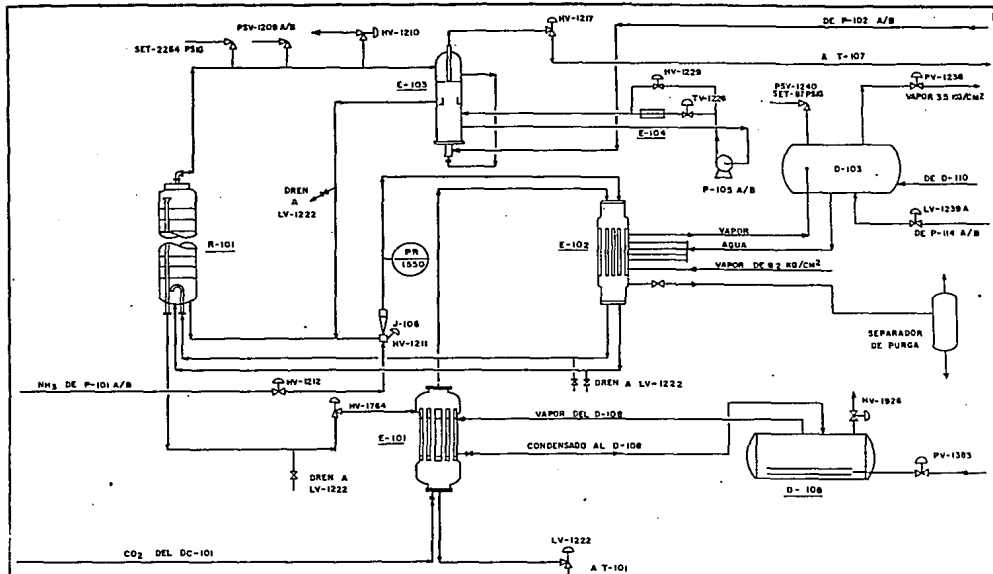 HV-1217
DE P-102 A/B
PSV-1209 A/B
HV-1210
SET-2264 PSIG
A T-107
E-103
HV-1229
PV-1238
PSV-1240
SET-87 PSIG
VAPOR 3.5 KG/CM2
TV-1226
E-104
D-103
P-105 A/B
DREN
A
LV-1222
DE D-110
LV-1239A
DE P-114 A/B
R-101
E-102
VAPOR
AGUA
PR
1550
VAPOR DE 8.2 KG/CM2
J-106
HV-1211
SEPARADOR
DE PURGA
NH3 DE P-101 A/B
HV-1212
DREN A LV-1222
HV-1764
HV-1926
VAPOR DEL D-108
E-101
CONDENSADO AL D-108
PV-1383
DREN A
LV-1222
D-108
LV-1222
CO2 DEL DC-101
A T-101